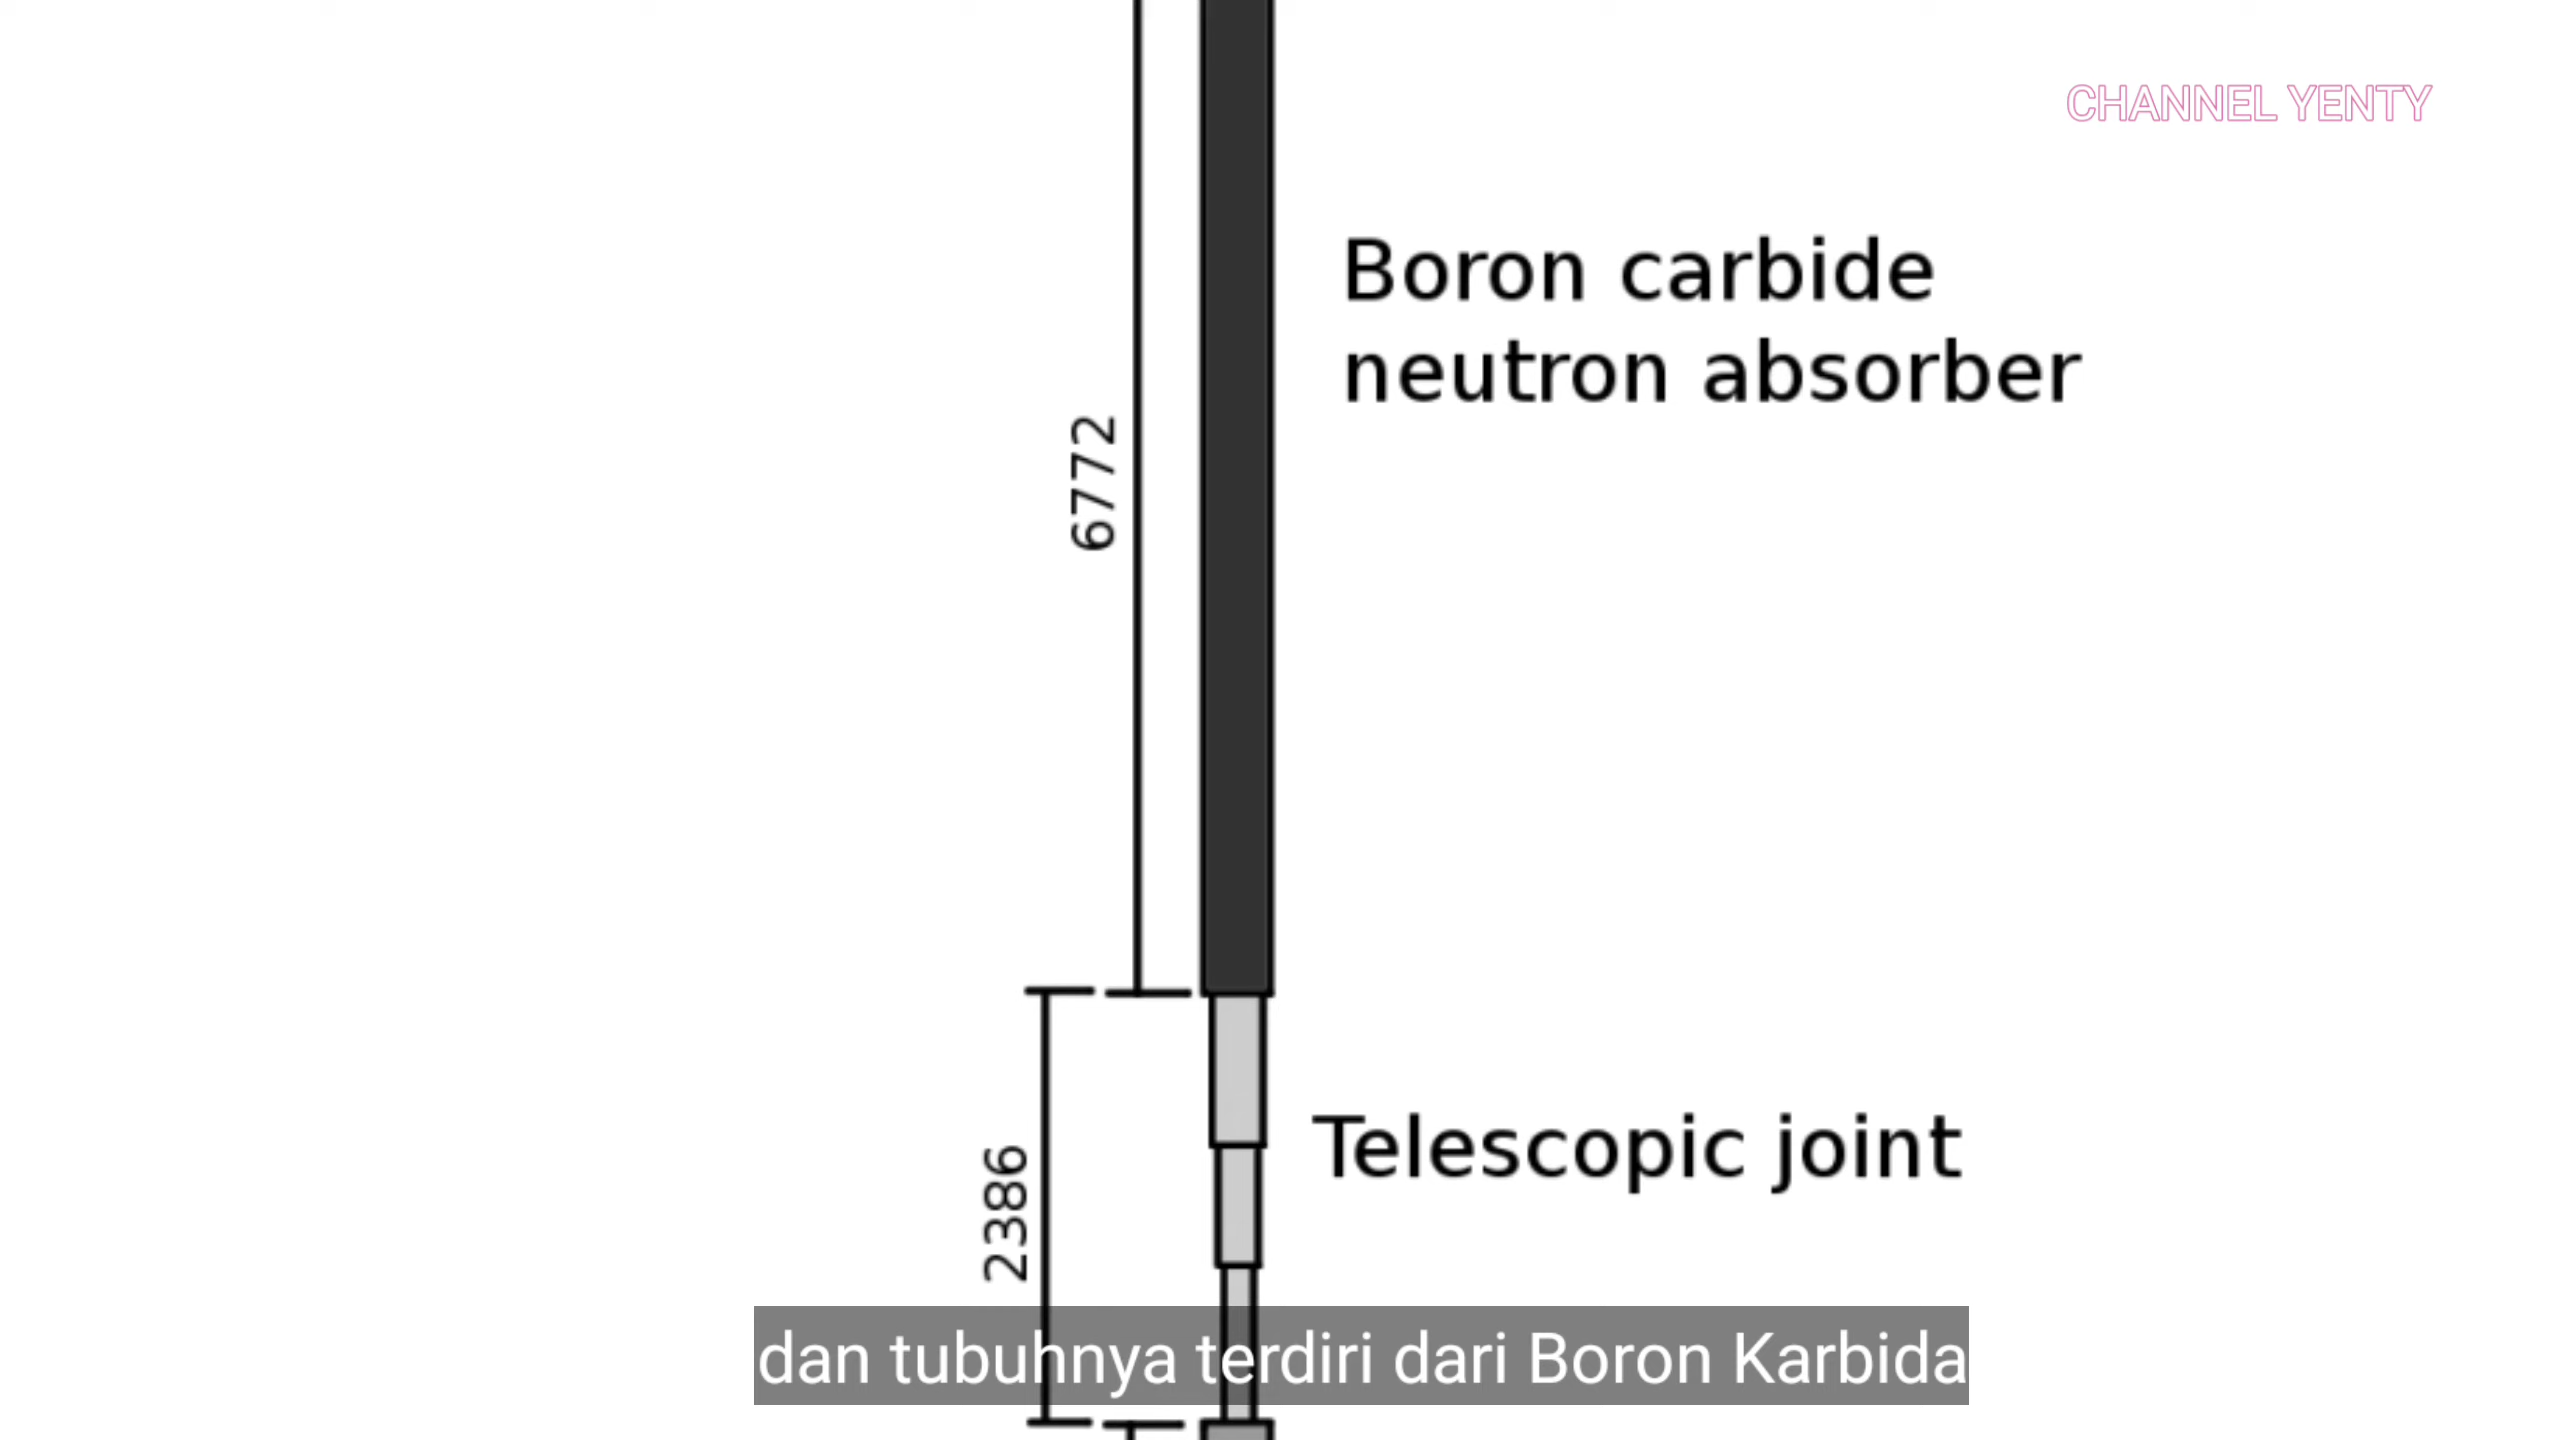 CHANNEL YENTY
Boron carbide
neutron absorber
6772
Telescopic joint
2386
dan tubuhnya terdiri dari Boron Karbida